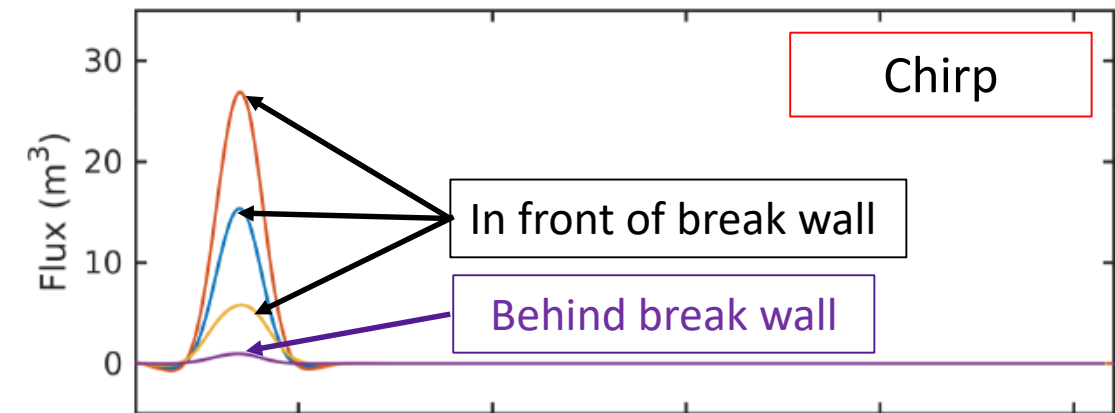 Chirp
30
20
10
0
Flux (m³)
In front of break wall
Behind break wall